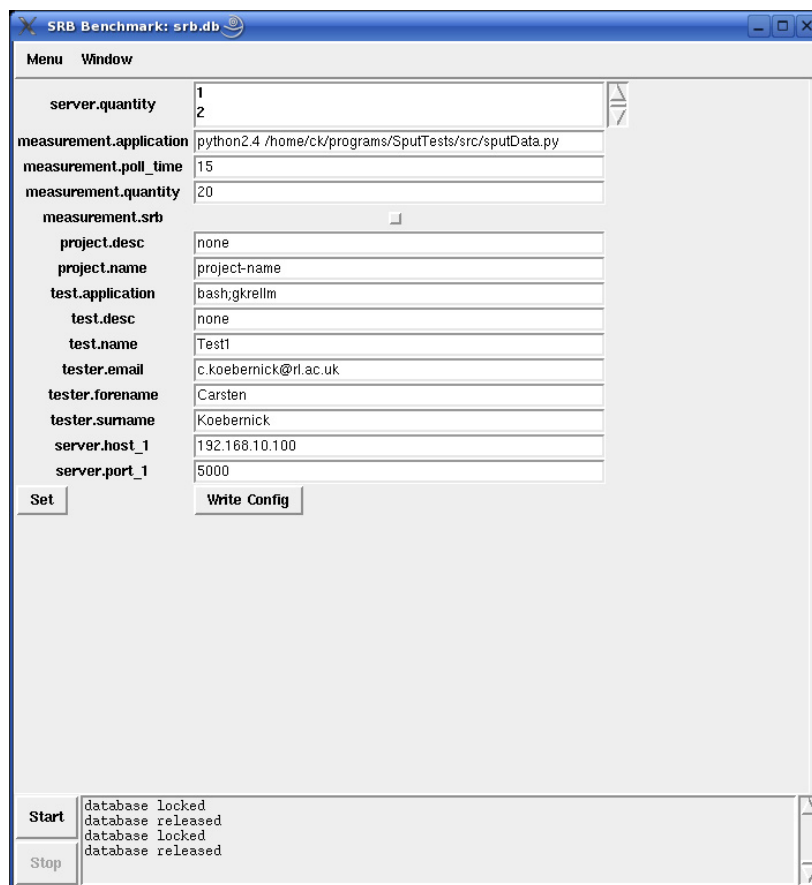 SRB Benchmark: srb.db
Menu Window
server.quantity
1
2
measurement.application python2.4 /home/ck/programs/SputTests/src/sputData.py
measurement.poll_time 15
measurement.quantity 20
measurement.srb
project.desc none
project.name project-name
test.application bash;gkrellm
test.desc none
test.name Test1
tester.email c.koebernick@rl.ac.uk
tester.forename Carsten
tester.surname Koebernick
server.host_1 192.168.10.100
server.port_1 5000
Set Write Config
Start
database locked
database released
database locked
database released
Stop